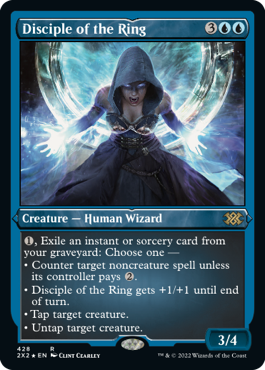 Disciple of the Ring 3
Creature — Human Wizard
1, Exile an instant or sorcery card from
your graveyard: Choose one —
• Counter target noncreature spell unless
its controller pays 2.
• Disciple of the Ring gets +1/+1 until end
of turn.
• Tap target creature.
• Untap target creature.
3/4
428 R
2X2 ★ EN Clint Cearley
™ & © 2022 Wizards of the Coast